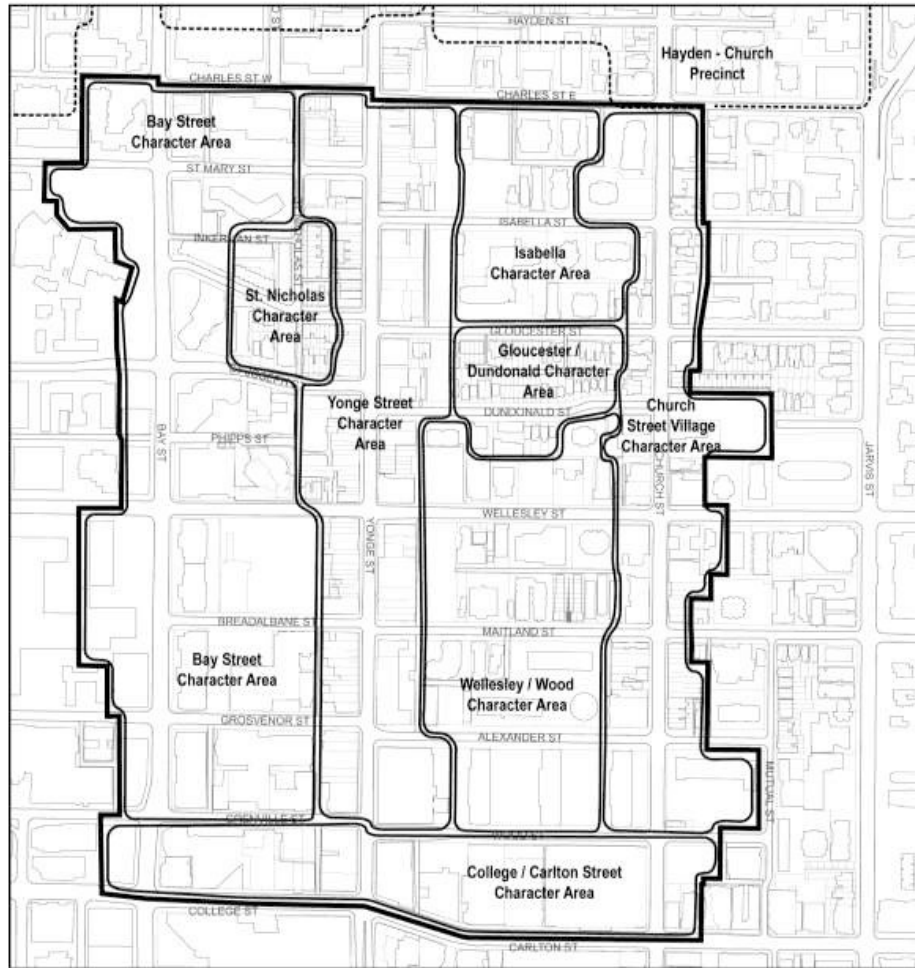 HAYDEN ST
Hayden - Church
Precinct
CHARLES ST W
CHARLES ST E
Bay Street
Character Area
ST MARY ST
ISABELLA ST
INKERMAN ST
Isabella
Character Area
St. Nicholas
Character
Area
GLOUCESTER ST
Gloucester /
Dundonald Character
Area
Yonge Street
Character
Area
DUNDONALD ST
Church
Street Village
Character Area
BAY ST
PHIPPS ST
CHURCH ST
JARVIS ST
WELLESLEY ST
YONGE ST
BREADALBANE ST
MAITLAND ST
Bay Street
Character Area
Wellesley / Wood
Character Area
GROSVENOR ST
ALEXANDER ST
MUTUAL ST
GRENVILLE ST
WOOD ST
College / Carlton Street
Character Area
COLLEGE ST
CARLTON ST